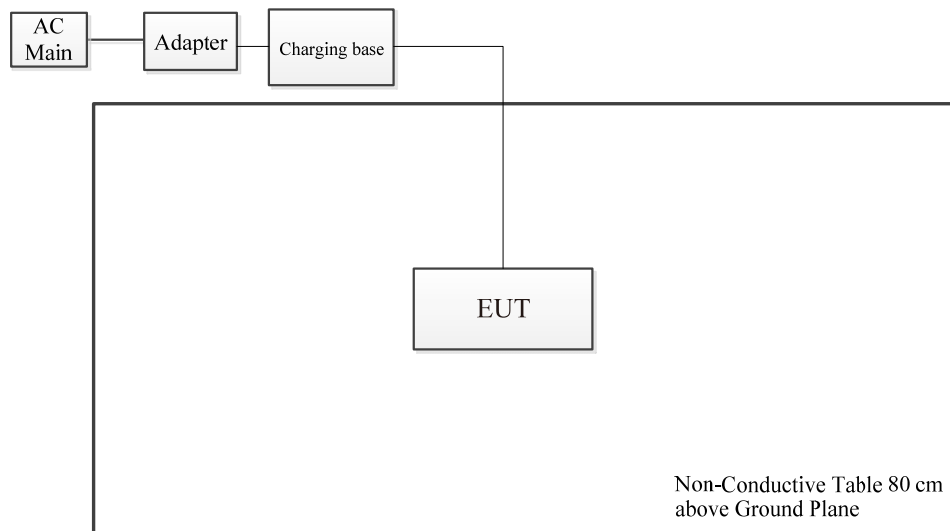 AC
Main
Adapter
Charging base
EUT
Non-Conductive Table 80 cm
above Ground Plane